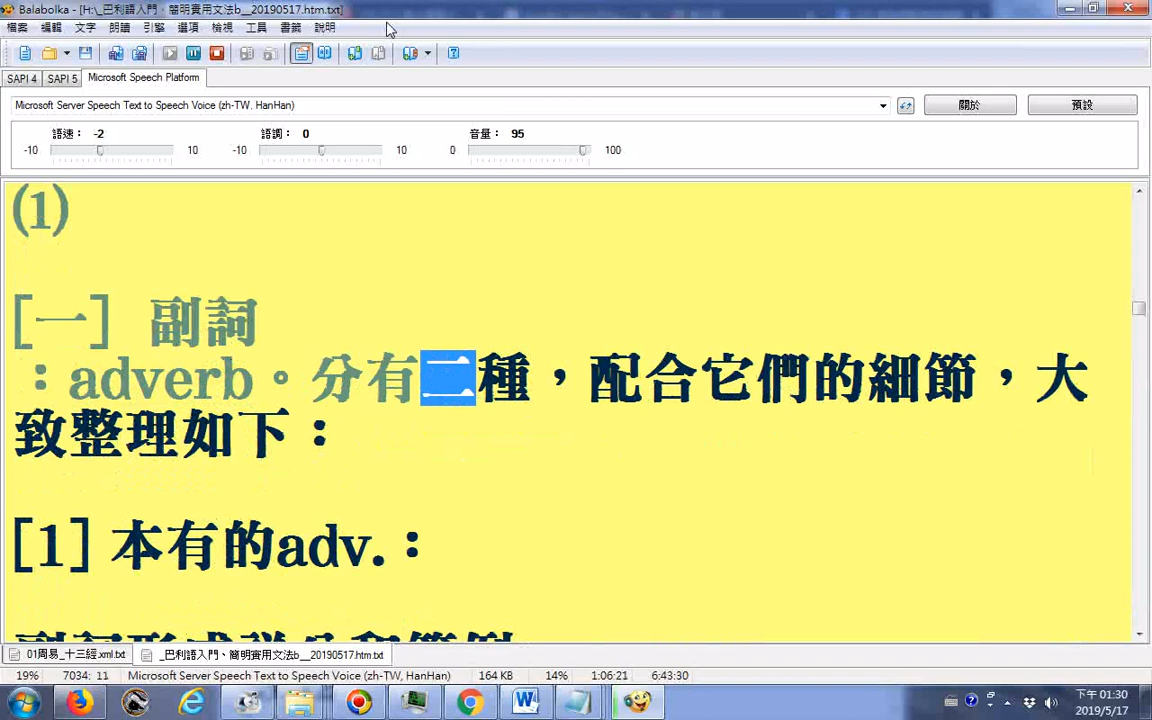 Balabolka - [H:\_巴利語入門、簡明實用文法b__20190517.htm.txt]
檔案 編輯 文字 朗讀 引擎 選項 檢視 工具 書籤 說明
SAPI 4 SAPI 5 Microsoft Speech Platform
Microsoft Server Speech Text to Speech Voice (zh-TW, HanHan) 關於 預設
語速： -2 語調： 0 音量： 95
-10 10 -10 10 0 100
(1)
[一] 副詞
：adverb。分有二種，配合它們的細節，大
致整理如下：
[1] 本有的adv.：
01周易_十三經.xml.txt _巴利語入門、簡明實用文法b__20190517.htm.txt
19% 7034: 11 Microsoft Server Speech Text to Speech Voice (zh-TW, HanHan) 164 KB 14% 1:06:21 6:43:30
下午 01:30
2019/5/17